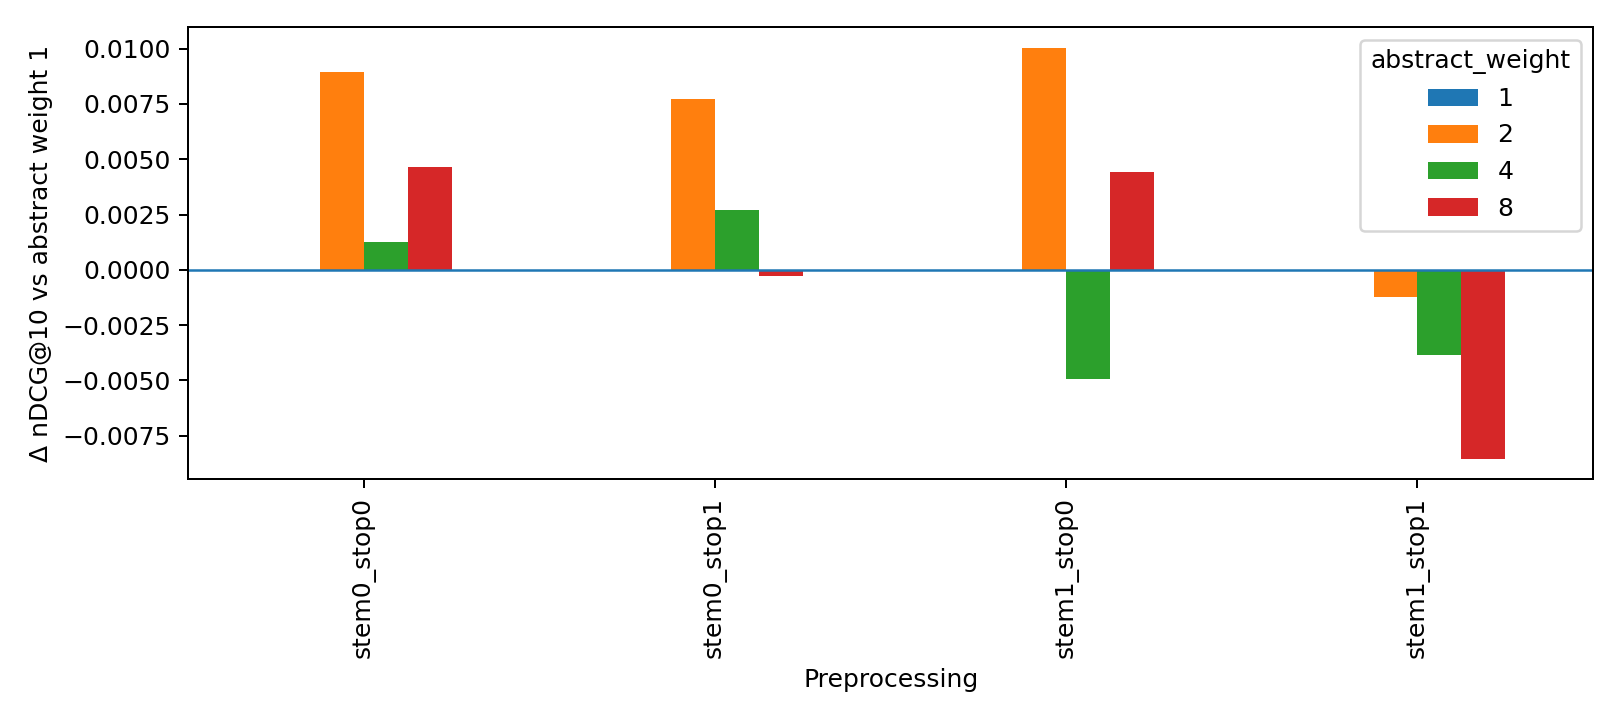 Δ nDCG@10 vs abstract weight 1
0.0100
0.0075
0.0050
0.0025
0.0000
−0.0025
−0.0050
−0.0075
abstract_weight
1
2
4
8
stem0_stop0
stem0_stop1
stem1_stop0
stem1_stop1
Preprocessing